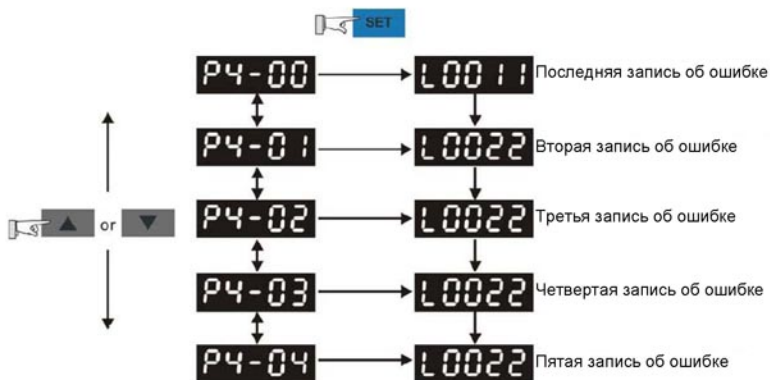 SET
P4-00 L0011 Последняя запись об ошибке
P4-01 L0022 Вторая запись об ошибке
▲ or ▼ P4-02 L0022 Третья запись об ошибке
P4-03 L0022 Четвертая запись об ошибке
P4-04 L0022 Пятая запись об ошибке